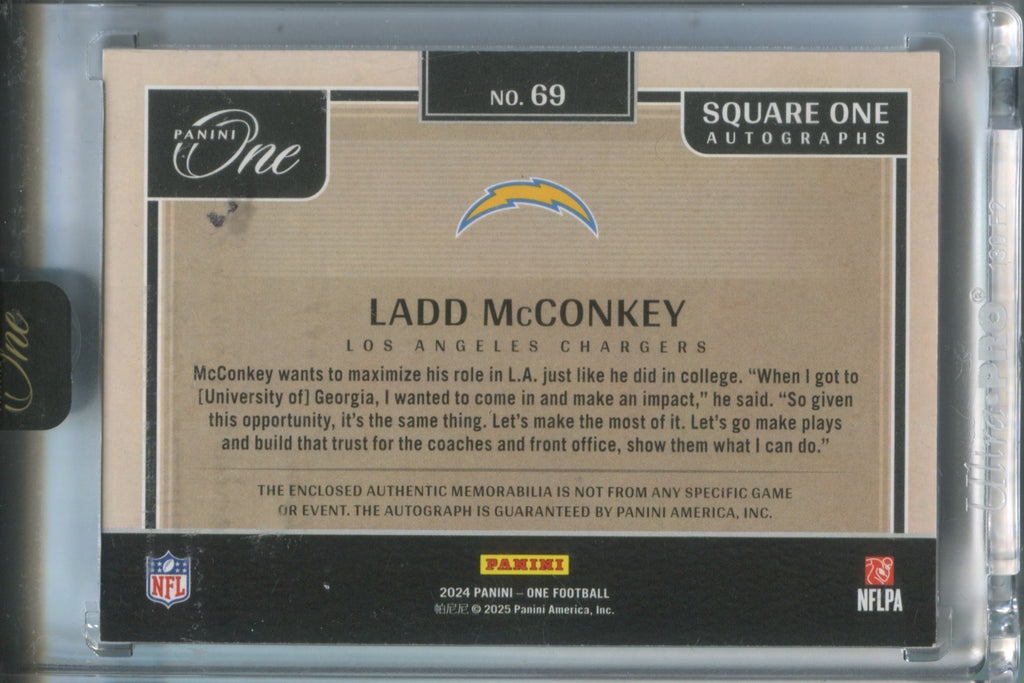 NO. 69
PANINI One
SQUARE ONE
AUTOGRAPHS
LADD McCONKEY
LOS ANGELES CHARGERS
McConkey wants to maximize his role in L.A. just like he did in college. “When I got to
[University of] Georgia, I wanted to come in and make an impact,” he said. “So given
this opportunity, it’s the same thing. Let’s make the most of it. Let’s go make plays
and build that trust for the coaches and front office, show them what I can do.”
THE ENCLOSED AUTHENTIC MEMORABILIA IS NOT FROM ANY SPECIFIC GAME
OR EVENT. THE AUTOGRAPH IS GUARANTEED BY PANINI AMERICA, INC.
NFL
PANINI
2024 PANINI – ONE FOOTBALL
帕尼尼 © 2025 Panini America, Inc.
NFLPA
One
Ultra PRO®